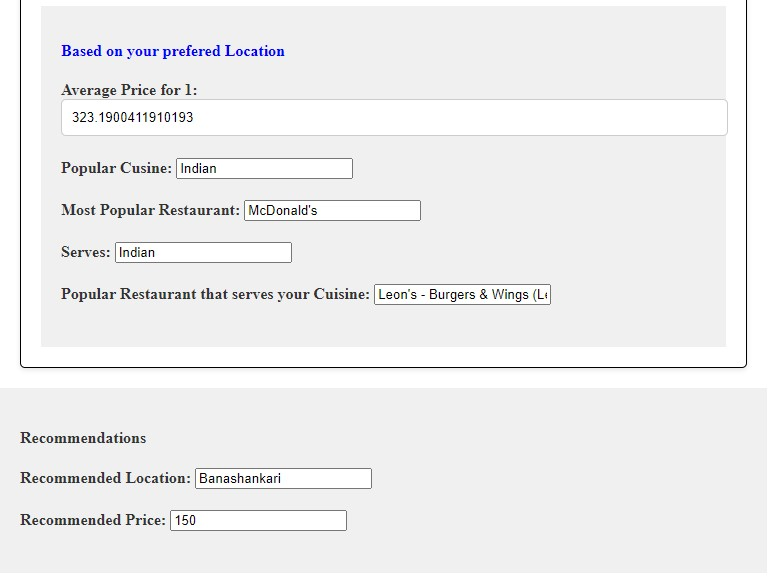 Based on your prefered Location
Average Price for 1:
323.1900411910193
Popular Cusine: Indian
Most Popular Restaurant: McDonald's
Serves: Indian
Popular Restaurant that serves your Cuisine: Leon's - Burgers & Wings (Le
Recommendations
Recommended Location: Banashankari
Recommended Price: 150